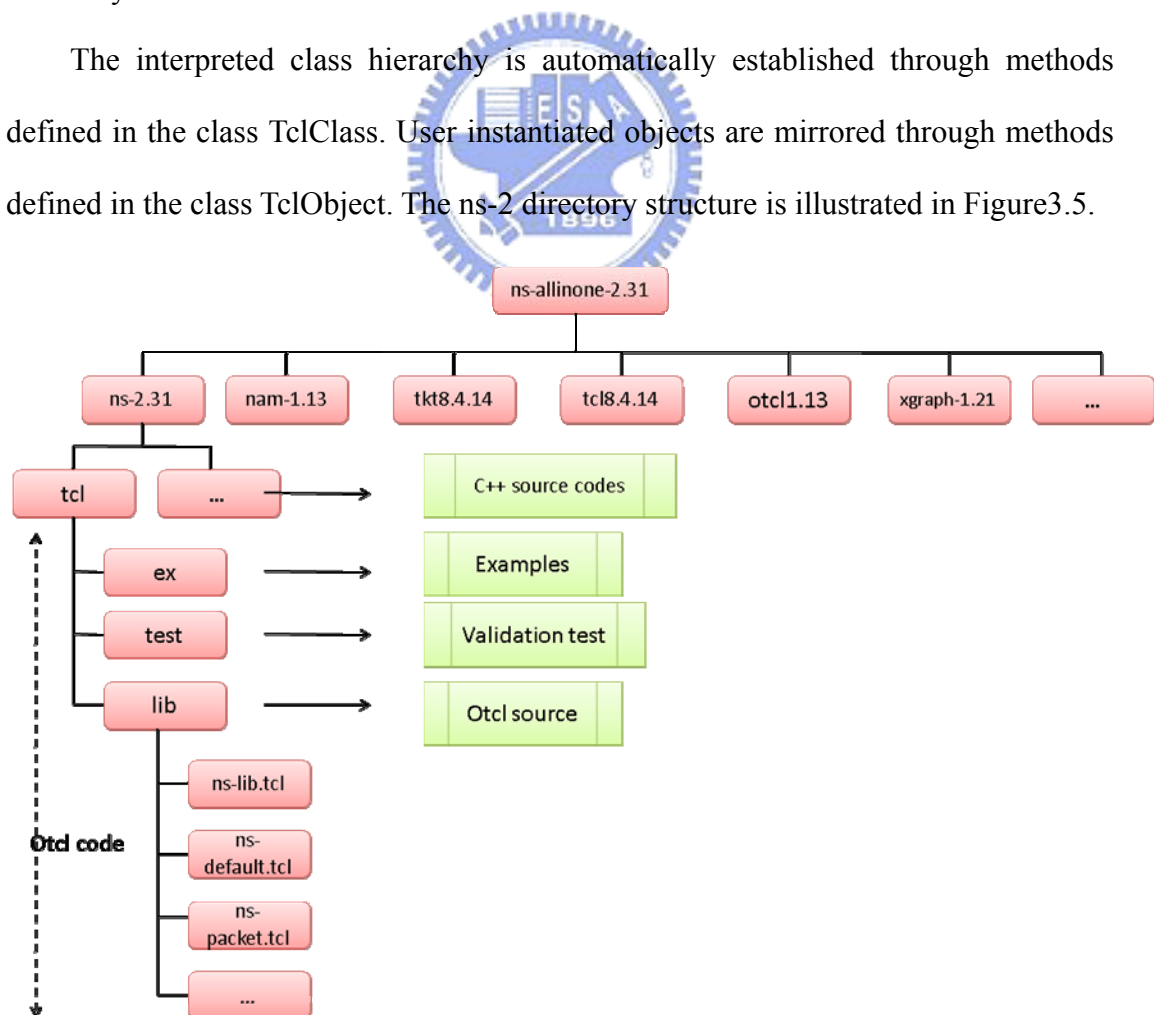 The interpreted class hierarchy is automatically established through methods
defined in the class TclClass. User instantiated objects are mirrored through methods
defined in the class TclObject. The ns-2 directory structure is illustrated in Figure3.5.
E S A
1896
ns-allinone-2.31
ns-2.31
nam-1.13
tkt8.4.14
tcl8.4.14
otcl1.13
xgraph-1.21
...
tcl
...
C++ source codes
ex
Examples
test
Validation test
lib
Otcl source
ns-lib.tcl
Otcl code
ns-
default.tcl
ns-
packet.tcl
...